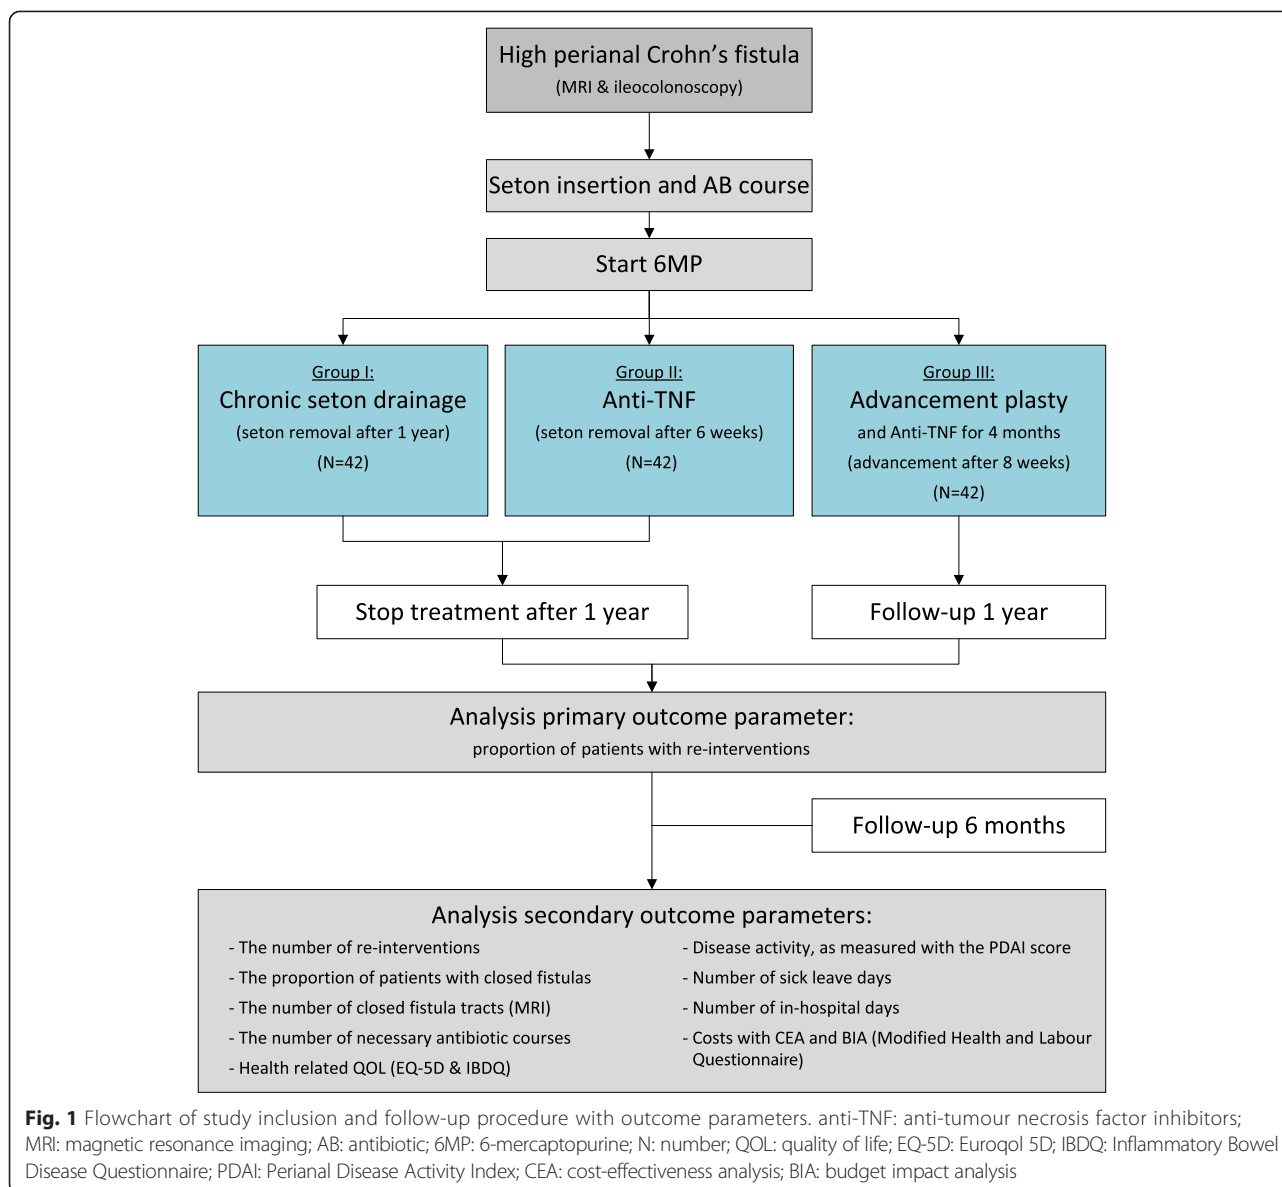 High perianal Crohn's fistula
(MRI & ileocolonoscopy)
Seton insertion and AB course
Start 6MP
Group I:
Chronic seton drainage
(seton removal after 1 year)
(N=42)
Group II:
Anti-TNF
(seton removal after 6 weeks)
(N=42)
Group III:
Advancement plasty
and Anti-TNF for 4 months
(advancement after 8 weeks)
(N=42)
Stop treatment after 1 year
Follow-up 1 year
Analysis primary outcome parameter:
proportion of patients with re-interventions
Follow-up 6 months
Analysis secondary outcome parameters:
- The number of re-interventions
- The proportion of patients with closed fistulas
- The number of closed fistula tracts (MRI)
- The number of necessary antibiotic courses
- Health related QOL (EQ-5D & IBDQ)
- Disease activity, as measured with the PDAI score
- Number of sick leave days
- Number of in-hospital days
- Costs with CEA and BIA (Modified Health and Labour
Questionnaire)
Fig. 1 Flowchart of study inclusion and follow-up procedure with outcome parameters. anti-TNF: anti-tumour necrosis factor inhibitors;
MRI: magnetic resonance imaging; AB: antibiotic; 6MP: 6-mercaptopurine; N: number; QOL: quality of life; EQ-5D: Euroqol 5D; IBDQ: Inflammatory Bowel
Disease Questionnaire; PDAI: Perianal Disease Activity Index; CEA: cost-effectiveness analysis; BIA: budget impact analysis